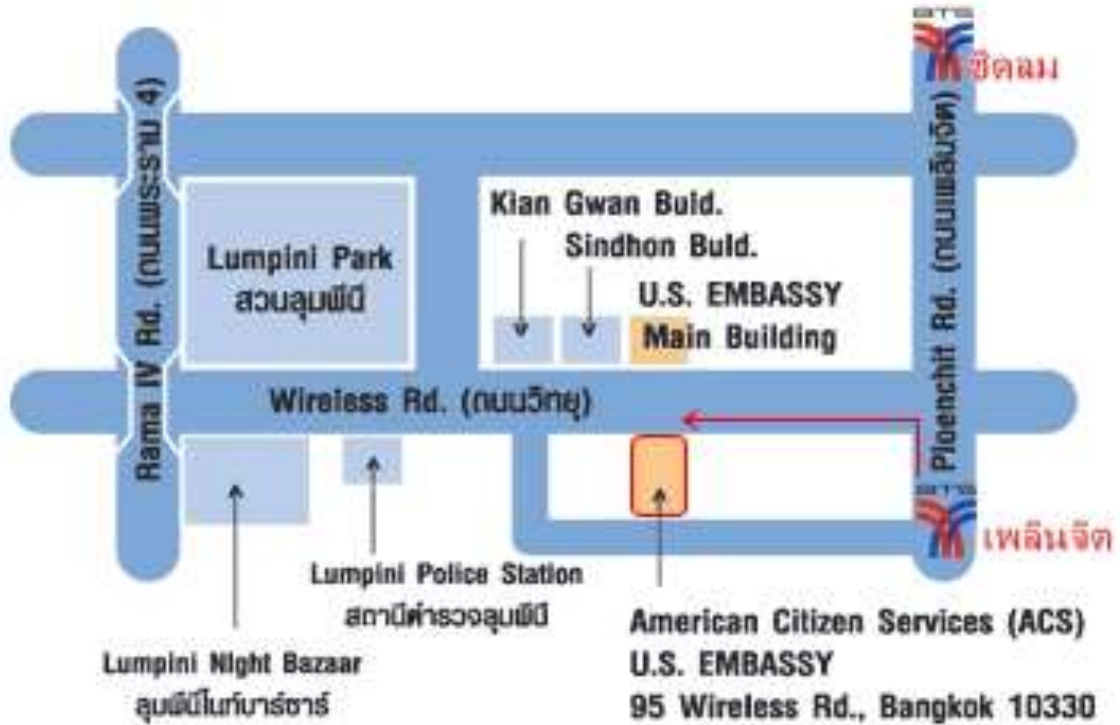 BTS
ชิดลม
Rama IV Rd. (ถนนพระราม 4)
Ploenchit Rd. (ถนนเพลินจิต)
Kian Gwan Buid.
Sindhon Buid.
Lumpini Park
สวนลุมพินี
U.S. EMBASSY
Main Building
Wireless Rd. (ถนนวิทยุ)
BTS
เพลินจิต
Lumpini Police Station
สถานีตำรวจลุมพินี
Lumpini Night Bazaar
ลุมพินีไนท์บาร์ซาร์
American Citizen Services (ACS)
U.S. EMBASSY
95 Wireless Rd., Bangkok 10330